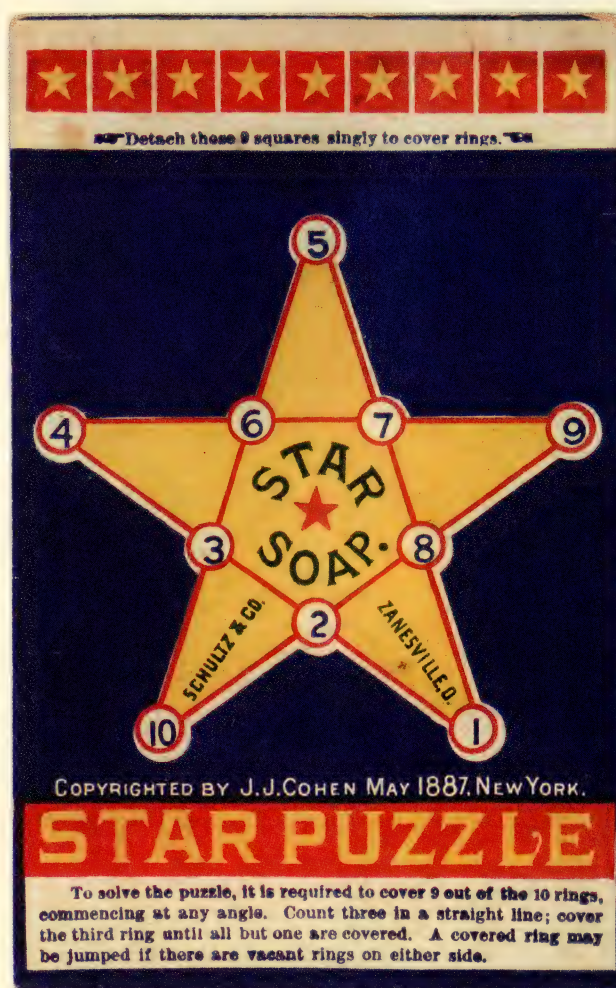 Detach these 9 squares singly to cover rings.
5
4
6
7
9
STAR
SOAP.
3
8
2
SCHULTZ & CO.
ZANESVILLE, O.
10
1
COPYRIGHTED BY J.J.COHEN MAY 1887. NEW YORK.
STAR PUZZLE
To solve the puzzle, it is required to cover 9 out of the 10 rings,
commencing at any angle. Count three in a straight line; cover
the third ring until all but one are covered. A covered ring may
be jumped if there are vacant rings on either side.